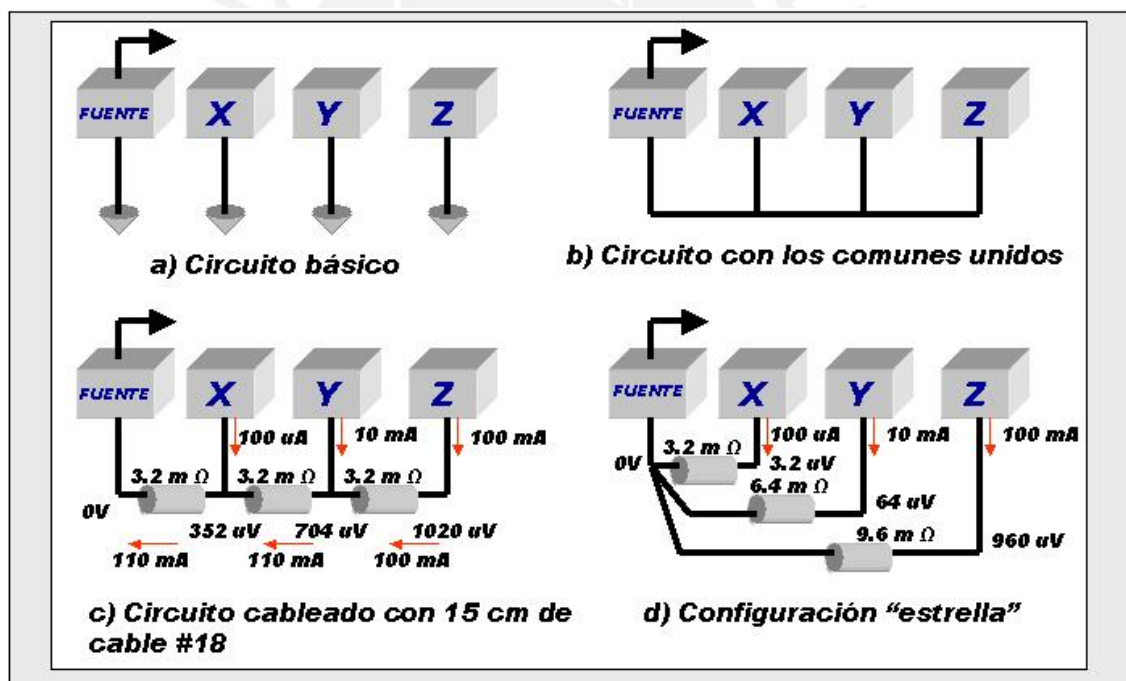 FUENTE X Y Z
a) Circuito básico
FUENTE X Y Z
b) Circuito con los comunes unidos
FUENTE X Y Z
100 uA 10 mA 100 mA
3.2 m Ω 3.2 m Ω 3.2 m Ω
0V 352 uV 704 uV 1020 uV
110 mA 110 mA 100 mA
c) Circuito cableado con 15 cm de
cable #18
FUENTE X Y Z
100 uA 10 mA 100 mA
3.2 m Ω
0V 3.2 uV
6.4 m Ω
64 uV
9.6 m Ω
960 uV
d) Configuración “estrella”